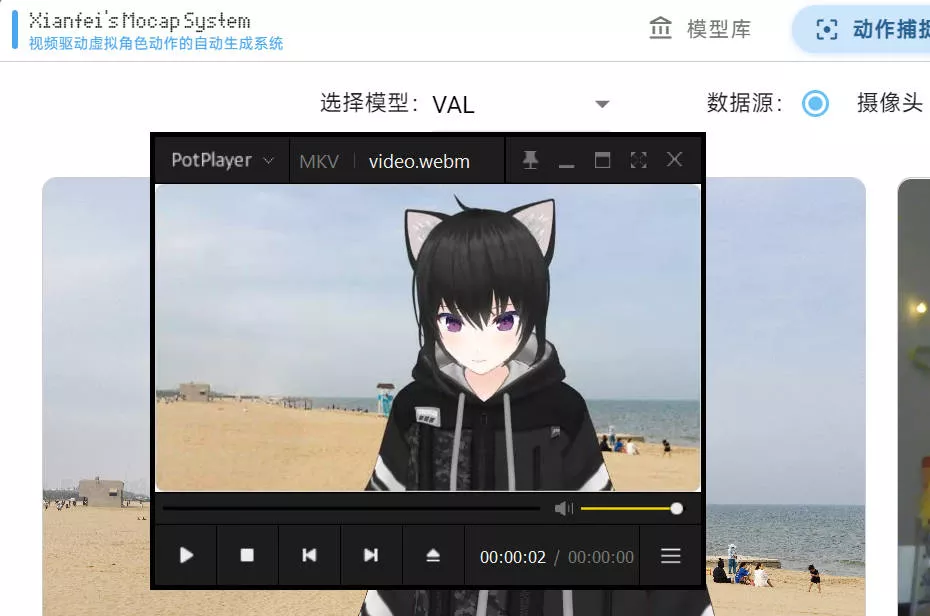 Xianfei's Mocap System
视频驱动虚拟角色动作的自动生成系统
模型库
动作捕捉
选择模型：
VAL
数据源：
摄像头
PotPlayer
MKV
video.webm
00:00:02 / 00:00:00